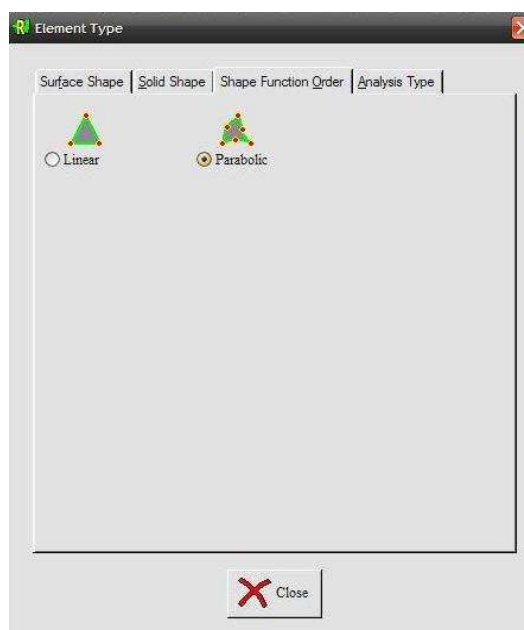 Element Type
Surface Shape Solid Shape Shape Function Order Analysis Type
Linear Parabolic
Close